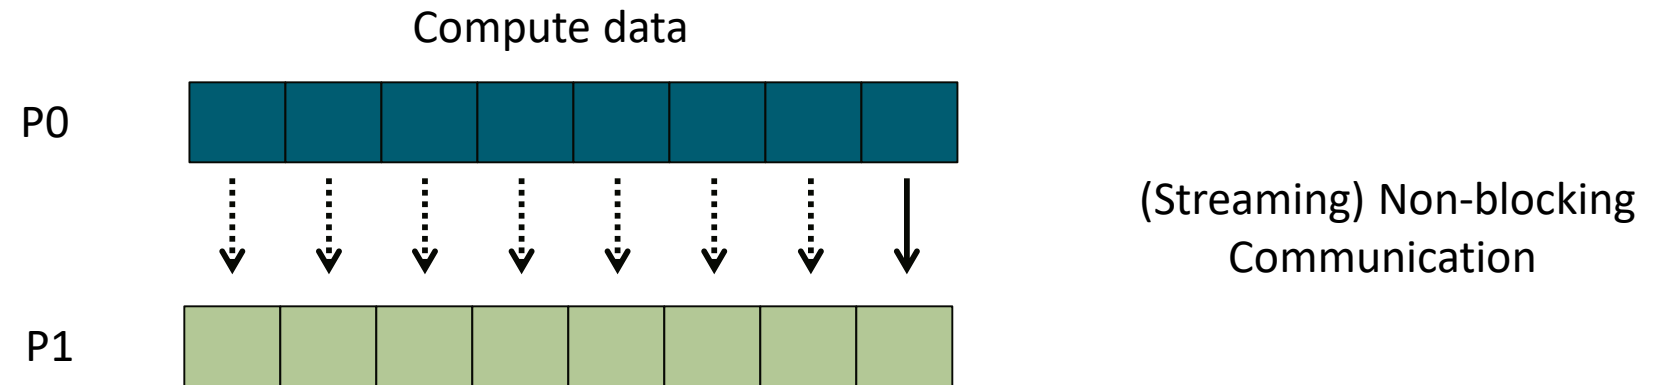 Compute data
P0
(Streaming) Non-blocking
Communication
P1